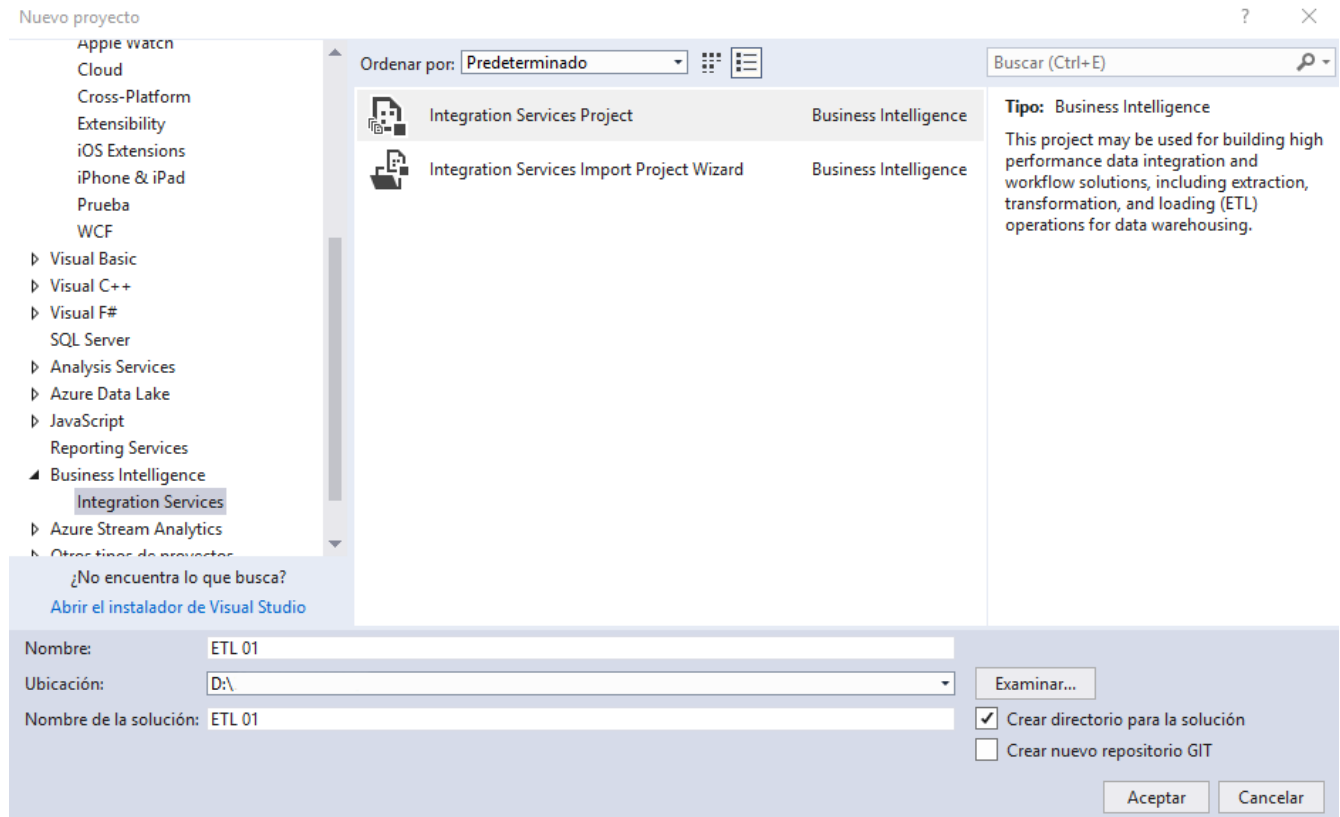 Nuevo proyecto
?
Apple Watch
Cloud
Cross-Platform
Extensibility
iOS Extensions
iPhone & iPad
Prueba
WCF
Visual Basic
Visual C++
Visual F#
SQL Server
Analysis Services
Azure Data Lake
JavaScript
Reporting Services
Business Intelligence
Integration Services
Azure Stream Analytics
Otros tipos de proyectos
¿No encuentra lo que busca?
Abrir el instalador de Visual Studio
Ordenar por: Predeterminado
Integration Services Project Business Intelligence
Integration Services Import Project Wizard Business Intelligence
Buscar (Ctrl+E)
Tipo: Business Intelligence
This project may be used for building high
performance data integration and
workflow solutions, including extraction,
transformation, and loading (ETL)
operations for data warehousing.
Nombre: ETL 01
Ubicación: D:\
Examinar...
Nombre de la solución: ETL 01
Crear directorio para la solución
Crear nuevo repositorio GIT
Aceptar Cancelar